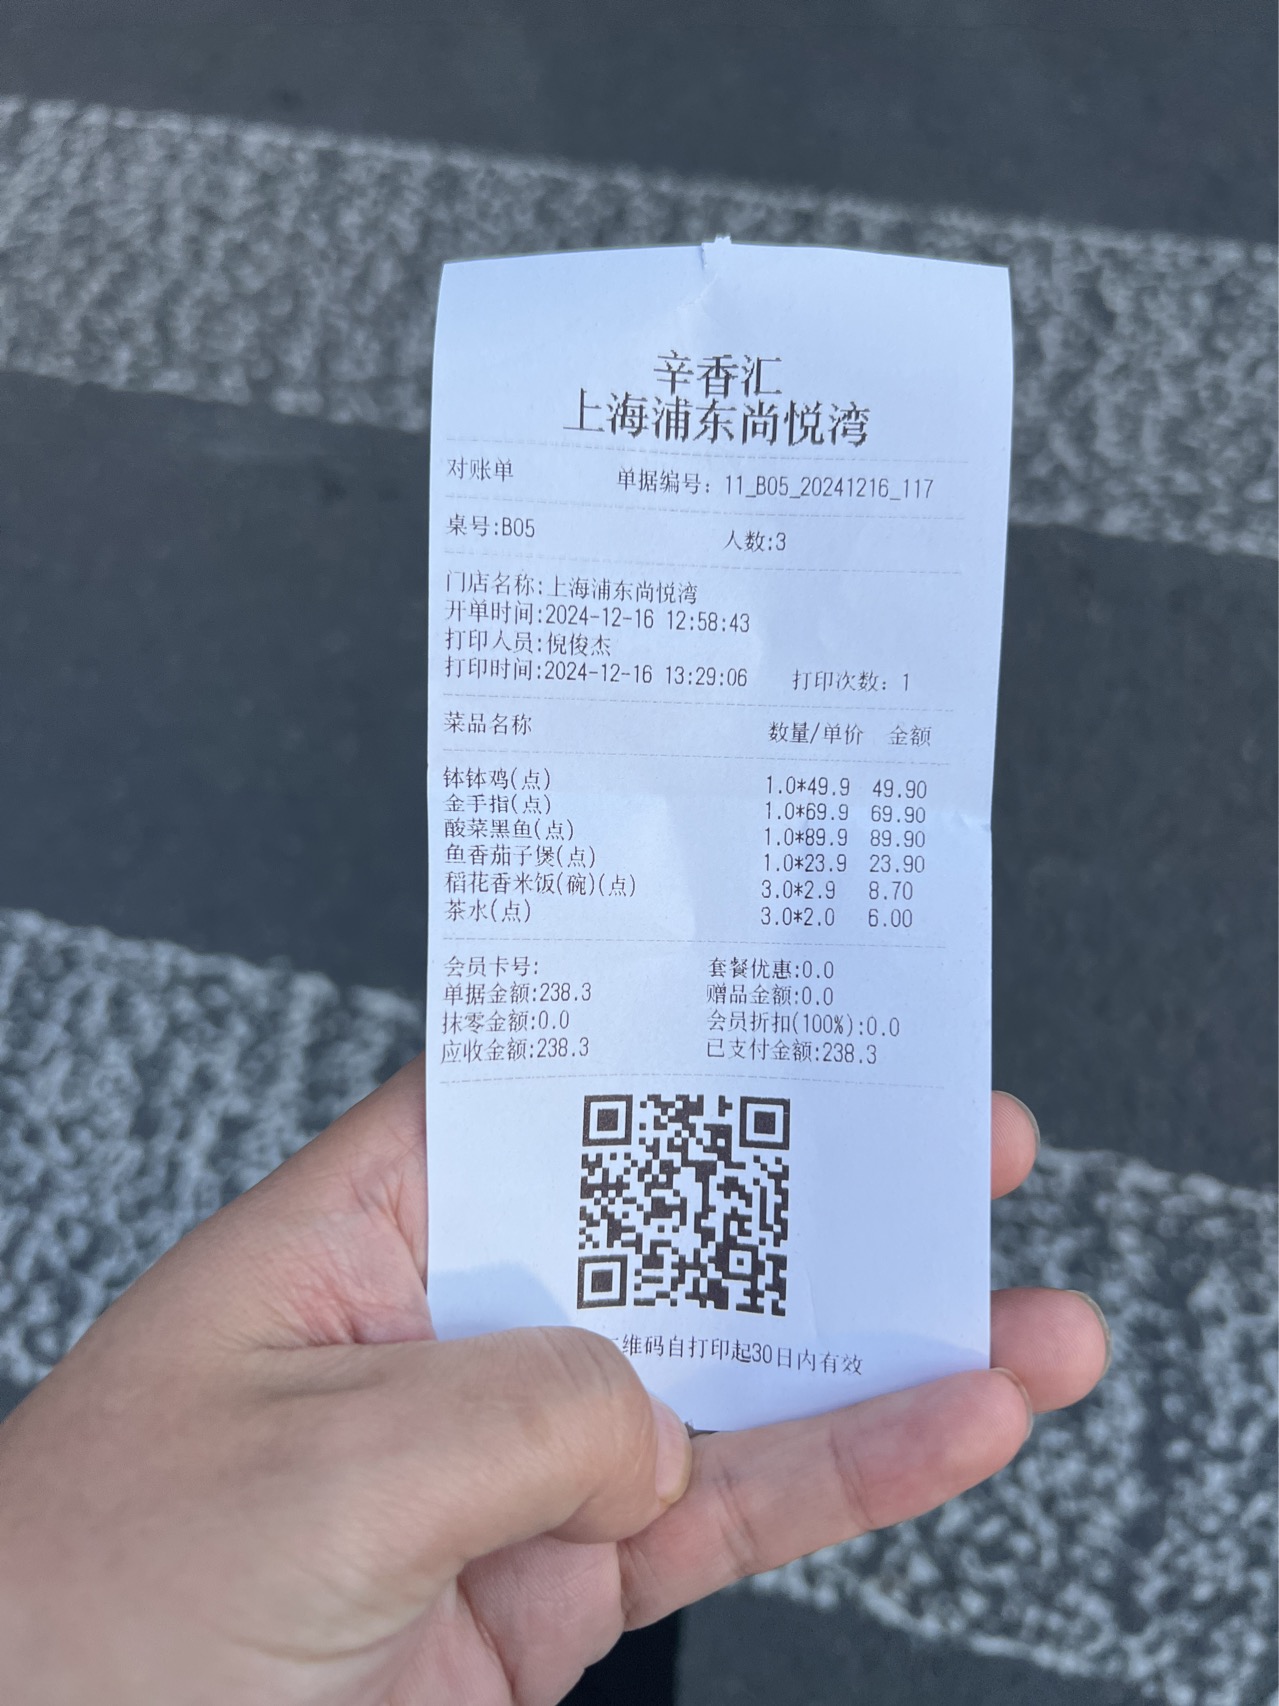 辛香汇
上海浦东尚悦湾
对账单 单据编号：11_B05_20241216_117
桌号:B05 人数:3
门店名称:上海浦东尚悦湾
开单时间:2024-12-16 12:58:43
打印人员:倪俊杰
打印时间:2024-12-16 13:29:06 打印次数：1
菜品名称 数量/单价 金额
钵钵鸡(点) 1.0*49.9 49.90
金手指(点) 1.0*69.9 69.90
酸菜黑鱼(点) 1.0*89.9 89.90
鱼香茄子煲(点) 1.0*23.9 23.90
稻花香米饭(碗)(点) 3.0*2.9 8.70
茶水(点) 3.0*2.0 6.00
会员卡号: 套餐优惠:0.0
单据金额:238.3 赠品金额:0.0
抹零金额:0.0 会员折扣(100%):0.0
应收金额:238.3 已支付金额:238.3
维码自打印起30日内有效